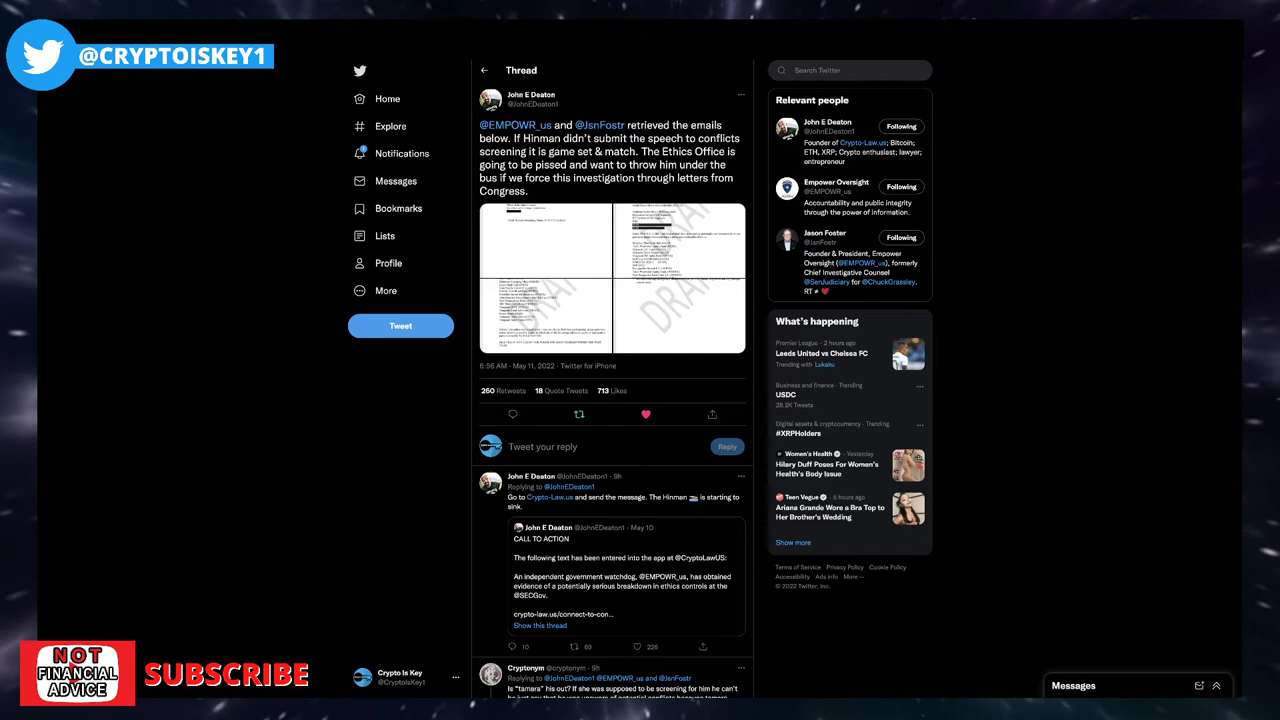 @CRYPTOISKEY1
Home
Explore
Notifications
Messages
Bookmarks
Lists
Profile
More
Tweet
Crypto Is Key
@CryptoisKey1
Thread
John E Deaton
@JohnEDeaton1
@EMPOWR_us and @JsnFostr retrieved the emails
below. If Hinman didn't submit the speech to conflicts
screening it is game set & match. The Ethics Office is
going to be pissed and want to throw him under the
bus if we force this investigation through letters from
Congress.
DRAFT
6:56 AM · May 11, 2022 · Twitter for iPhone
260 Retweets 18 Quote Tweets 713 Likes
Tweet your reply
Reply
John E Deaton @JohnEDeaton1 · 9h
Replying to @JohnEDeaton1
Go to Crypto-Law.us and send the message. The Hinman is starting to
sink.
John E Deaton @JohnEDeaton1 · May 10
CALL TO ACTION
The following text has been entered into the app at @CryptoLawUS:
An independent government watchdog, @EMPOWR_us, has obtained
evidence of a potentially serious breakdown in ethics controls at the
@SECGov.
crypto-law.us/connect-to-con...
Show this thread
10 69 226
Cryptonym @cryptonym · 9h
Replying to @JohnEDeaton1 @EMPOWR_us and @JsnFostr
Is "tamara" his out? If she was supposed to be screening for him he can't
Search Twitter
Relevant people
John E Deaton
@JohnEDeaton1
Following
Founder of Crypto-Law.us; Bitcoin;
ETH, XRP; Crypto enthusiast; lawyer;
entrepreneur
Empower Oversight
@EMPOWR_us
Following
Accountability and public integrity
through the power of information.
Jason Foster
@JsnFostr
Following
Founder & President, Empower
Oversight (@EMPOWR_us), formerly
Chief Investigative Counsel
@SenJudiciary for @ChuckGrassley.
RT ≠ ❤️
What's happening
Premier League · 2 hours ago
Leeds United vs Chelsea FC
Trending with Lukaku
Business and finance · Trending
USDC
28.2K Tweets
Digital assets & cryptocurrency · Trending
#XRPHolders
Women's Health · Yesterday
Hilary Duff Poses For Women's
Health's Body Issue
Teen Vogue · 5 hours ago
Ariana Grande Wore a Bra Top to
Her Brother's Wedding
Show more
Terms of Service Privacy Policy Cookie Policy
Accessibility Ads info More ···
© 2022 Twitter, Inc.
Messages
NOT
FINANCIAL
ADVICE
SUBSCRIBE